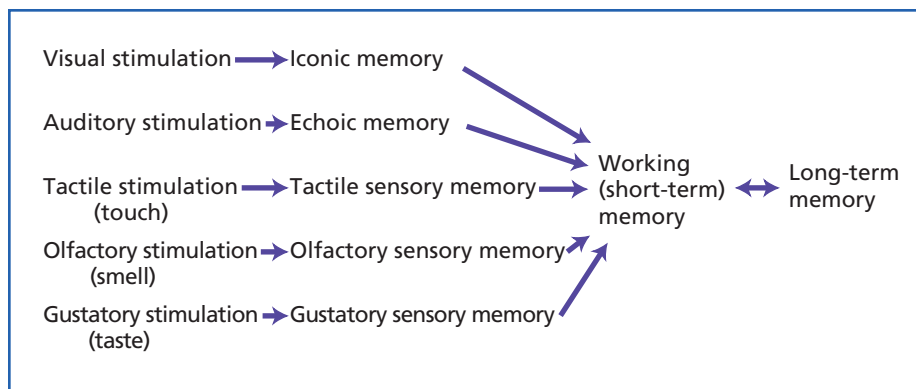 Visual stimulation Iconic memory
Auditory stimulation Echoic memory
Tactile stimulation Tactile sensory memory
(touch)
Olfactory stimulation Olfactory sensory memory
(smell)
Gustatory stimulation Gustatory sensory memory
(taste)
Working
(short-term)
memory
Long-term
memory